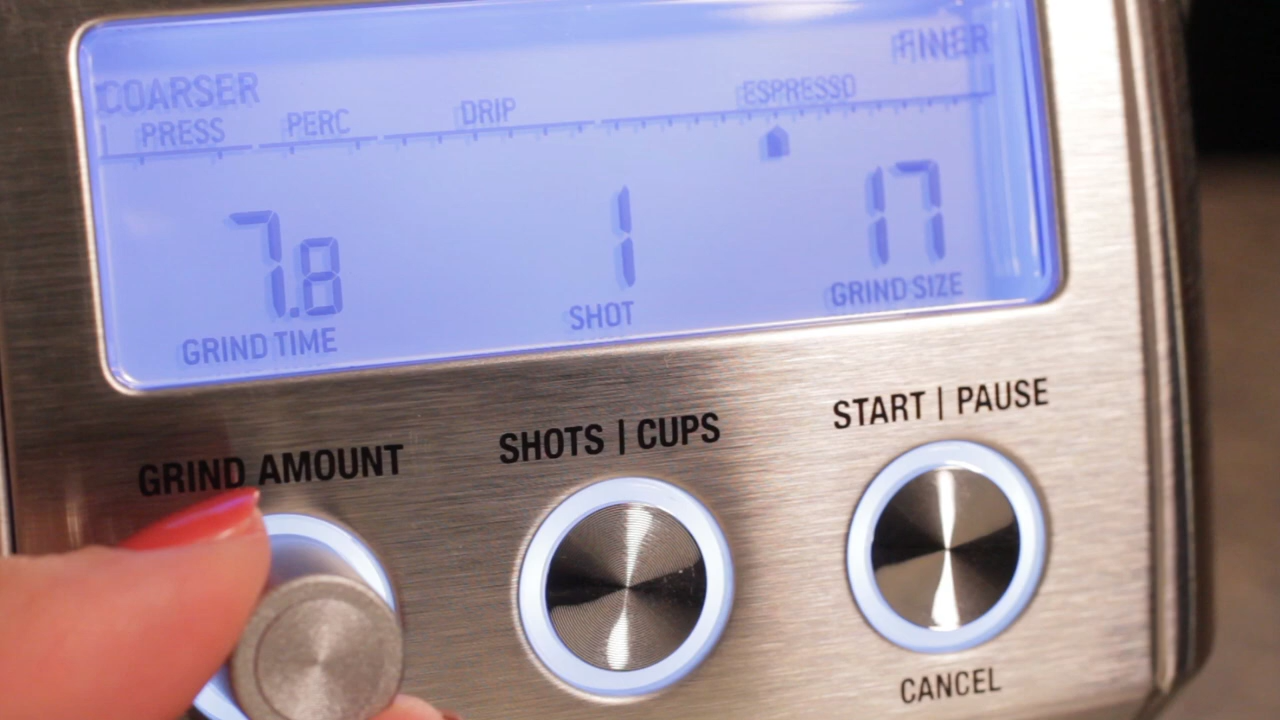 COARSER FINER
PRESS PERC DRIP ESPRESSO
7.8 1 17
GRIND TIME SHOT GRIND SIZE
GRIND AMOUNT SHOTS | CUPS START | PAUSE
CANCEL